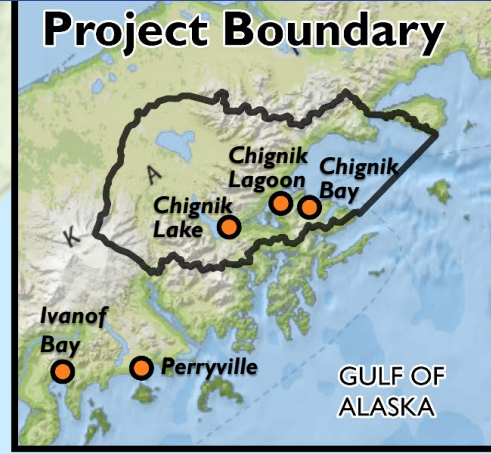 Project Boundary
A
Chignik
Lagoon
Chignik
Bay
Chignik
Lake
K
Ivanof
Bay
Perryville
GULF OF
ALASKA